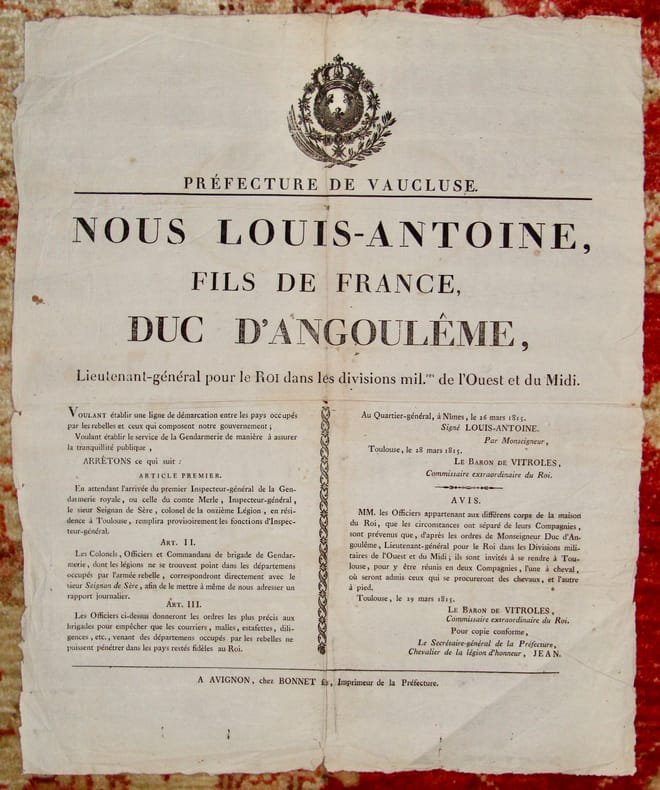 PRÉFECTURE DE VAUCLUSE.
NOUS LOUIS-ANTOINE,
FILS DE FRANCE,
DUC D'ANGOULÊME,
Lieutenant-général pour le ROI dans les divisions mil.res de l'Ouest et du Midi.
VOULANT établir une ligne de démarcation entre les pays occupés
par les rebelles et ceux qui composent notre gouvernement ;
Voulant établir le service de la Gendarmerie de manière à assurer
la tranquillité publique ,
ARRÊTONS ce qui suit :
ARTICLE PREMIER.
En attendant l'arrivée du premier Inspecteur-général de la Gen-
darmerie royale, ou celle du comte Merle, Inspecteur-général,
le sieur Seignan de Sère, colonel de la onzième Légion, en rési-
dence à Toulouse, remplira provisoirement les fonctions d'Inspec-
teur-général.
ART. II.
Les Colonels, Officiers et Commandans de brigade de Gendar-
merie, dont les légions ne se trouvent point dans les départemens
occupés par l'armée rebelle, correspondront directement avec le
sieur Seignan de Sère, afin de le mettre à même de nous adresser un
rapport journalier.
ART. III.
Les Officiers ci-dessus donneront les ordres les plus précis aux
brigades pour empêcher que les courriers, malles, estafettes, dili-
gences, etc., venant des départemens occupés par les rebelles ne
puissent pénétrer dans les pays restés fidèles au Roi.
Au Quartier-général, à Nîmes, le 26 mars 1815.
Signé LOUIS-ANTOINE.
Par Monseigneur,
Toulouse, le 28 mars 1815.
LE BARON DE VITROLES,
Commissaire extraordinaire du Roi.
AVIS.
MM. les Officiers appartenant aux différens corps de la maison
du Roi, que les circonstances ont séparé de leurs Compagnies,
sont prévenus que, d'après les ordres de Monseigneur Duc d'An-
goulême, Lieutenant-général pour le Roi dans les Divisions mili-
taires de l'Ouest et du Midi ; ils sont invités à se rendre à Tou-
louse, pour y être réunis en deux Compagnies, l'une à cheval,
où seront admis ceux qui se procureront des chevaux, et l'autre
à pied.
Toulouse, le 29 mars 1815.
LE BARON DE VITROLES,
Commissaire extraordinaire du Roi.
Pour copie conforme,
Le Secrétaire-général de la Préfecture,
Chevalier de la légion d'honneur, JEAN.
A AVIGNON, chez BONNET fils, Imprimeur de la Préfecture.